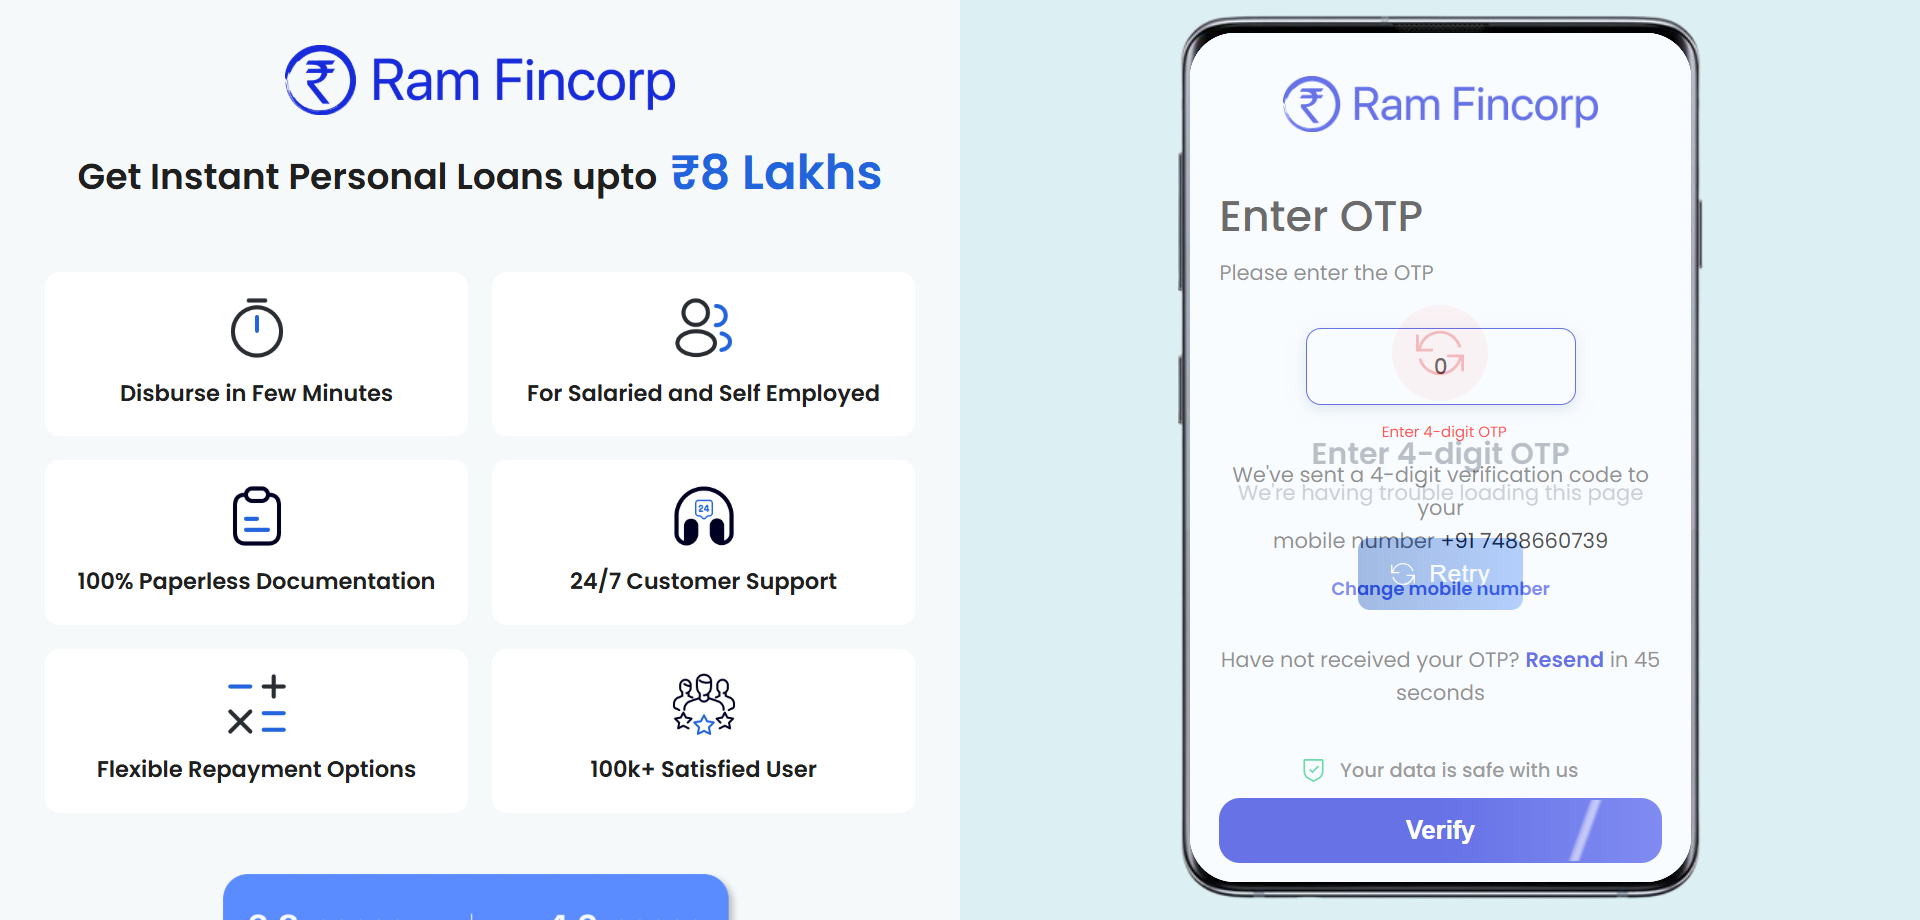 Ram Fincorp
Get Instant Personal Loans upto ₹8 Lakhs
Disburse in Few Minutes
For Salaried and Self Employed
100% Paperless Documentation
24
24/7 Customer Support
Flexible Repayment Options
100k+ Satisfied User
Ram Fincorp
Enter OTP
Please enter the OTP
0
Enter 4-digit OTP
Enter 4-digit OTP
We've sent a 4-digit verification code to
We're having trouble loading this page
your
mobile number +91 7488660739
Retry
Change mobile number
Have not received your OTP? Resend in 45
seconds
Your data is safe with us
Verify